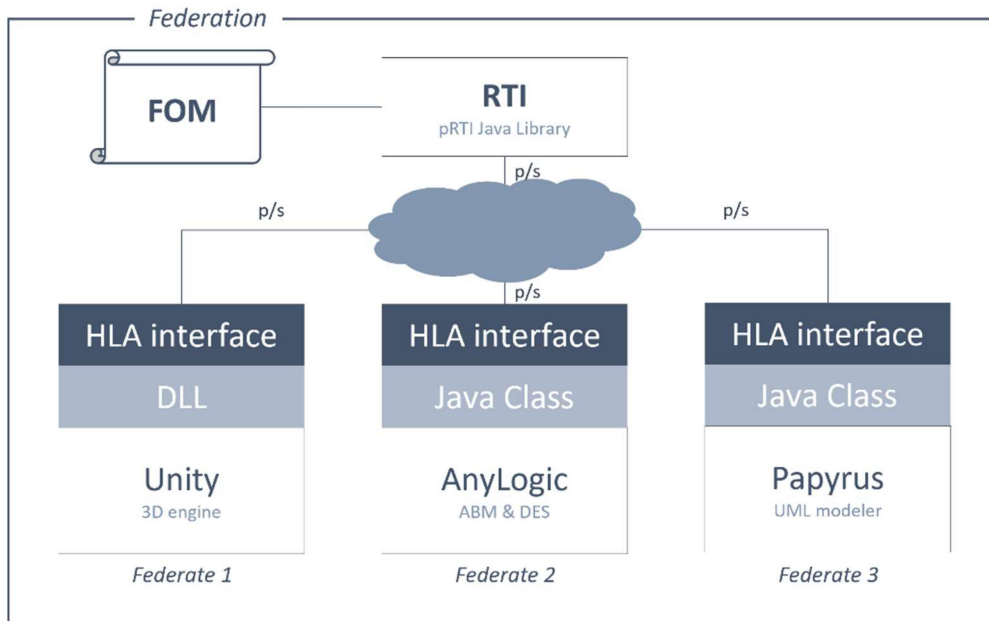 Federation
FOM
RTI
pRTI Java Library
p/s
p/s
p/s
p/s
HLA interface
DLL
Unity
3D engine
Federate 1
HLA interface
Java Class
AnyLogic
ABM & DES
Federate 2
HLA interface
Java Class
Papyrus
UML modeler
Federate 3